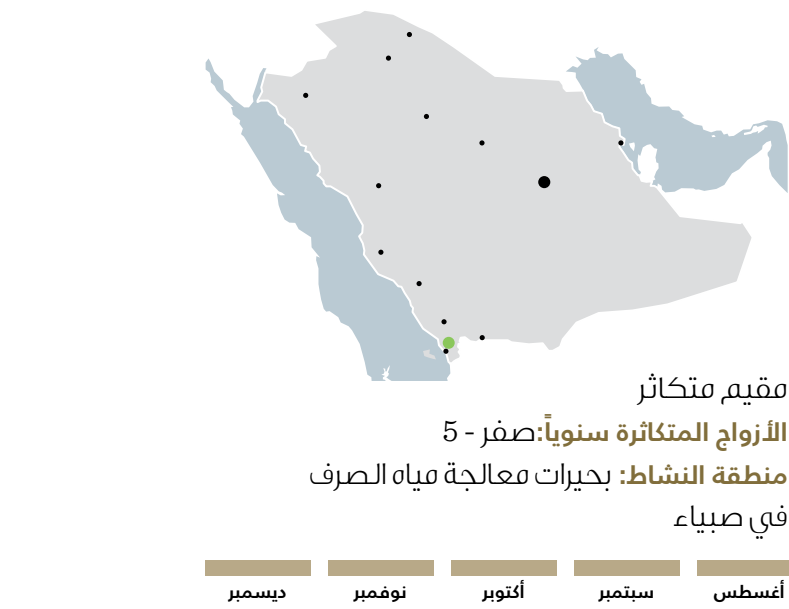 مقيم متكاثر
الأزواج المتكاثرة سنوياً:صفر - 5
منطقة النشاط: بحيرات معالجة مياه الصرف
في صبياء
أغسطس سبتمبر أكتوبر نوفمبر ديسمبر